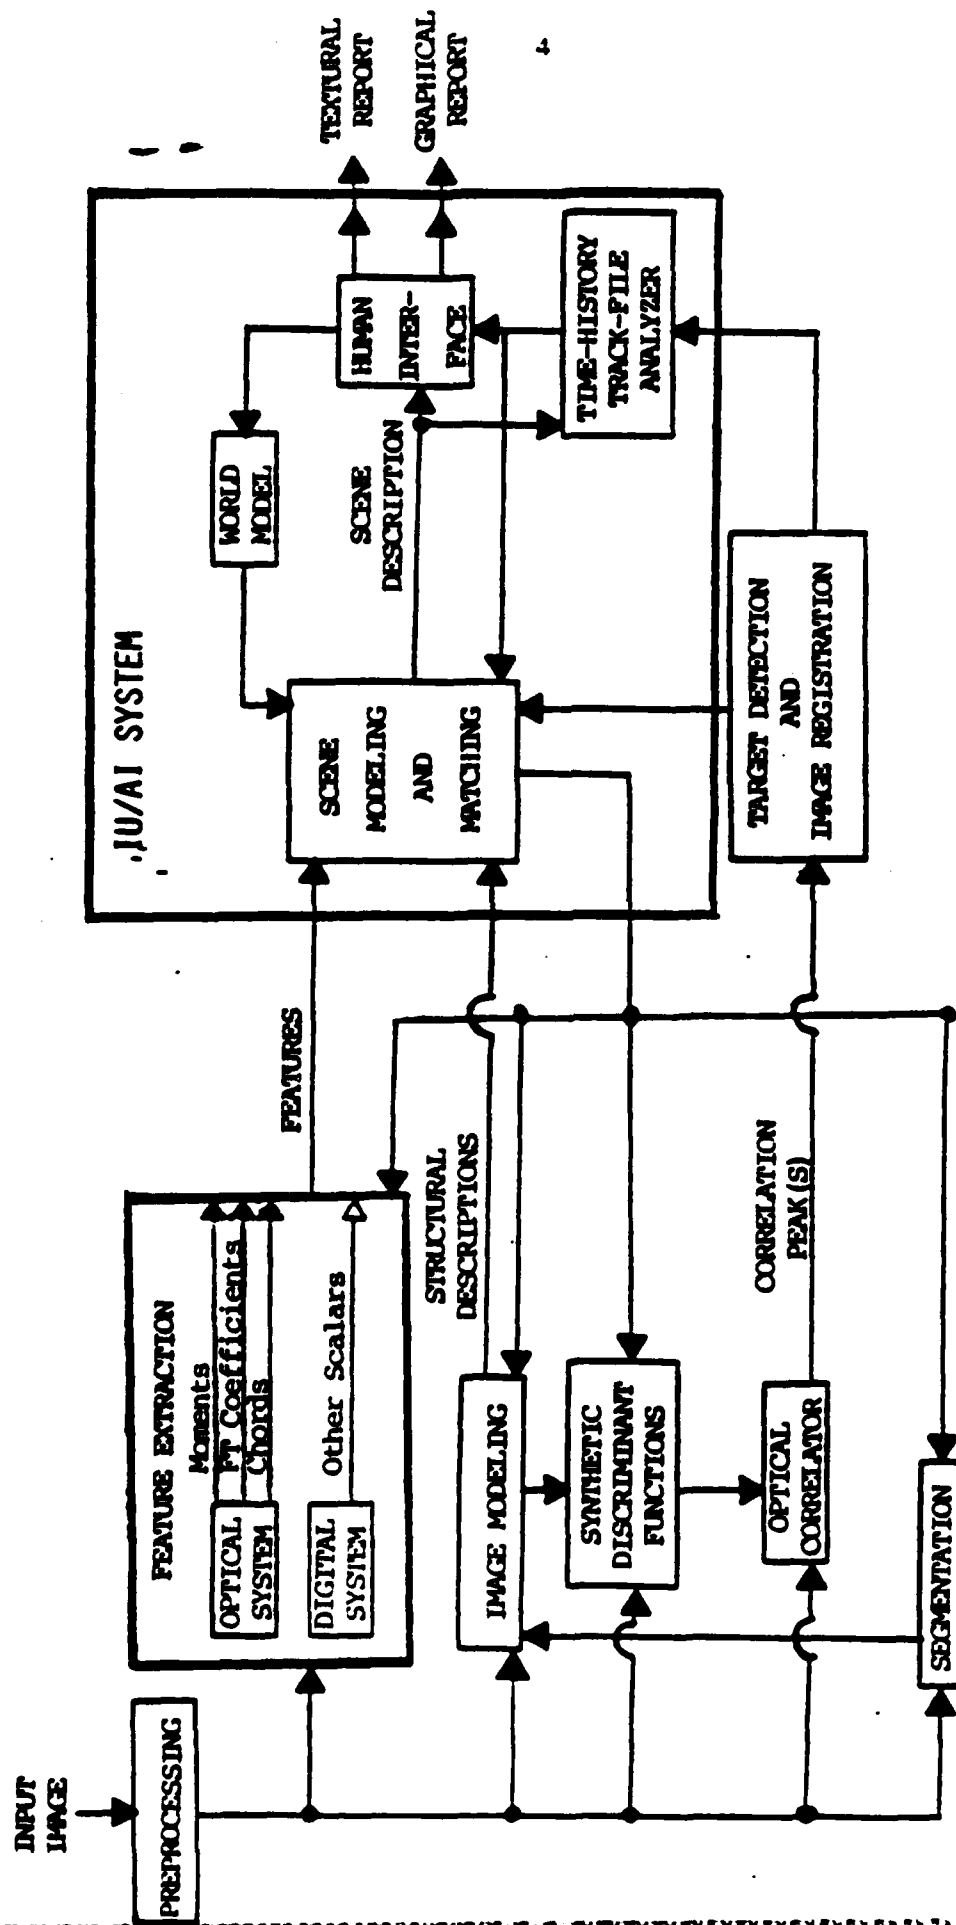 INPUT
IMAGE
PREPROCESSING
FEATURE EXTRACTION
OPTICAL
SYSTEM
Moments
FT Coefficients
Chords
DIGITAL
SYSTEM
Other Scalars
FEATURES
IMAGE MODELING
STRUCTURAL
DESCRIPTIONS
SYNTHETIC
DISCRIMINANT
FUNCTIONS
OPTICAL
CORRELATOR
CORRELATION
PEAK(S)
SEGMENTATION
IU/AI SYSTEM
SCENE
MODELING
AND
MATCHING
WORLD
MODEL
SCENE
DESCRIPTION
HUMAN
INTER-
FACE
TIME-HISTORY
TRACK-FILE
ANALYZER
TARGET DETECTION
AND
IMAGE REGISTRATION
TEXTURAL
REPORT
GRAPHICAL
REPORT
4